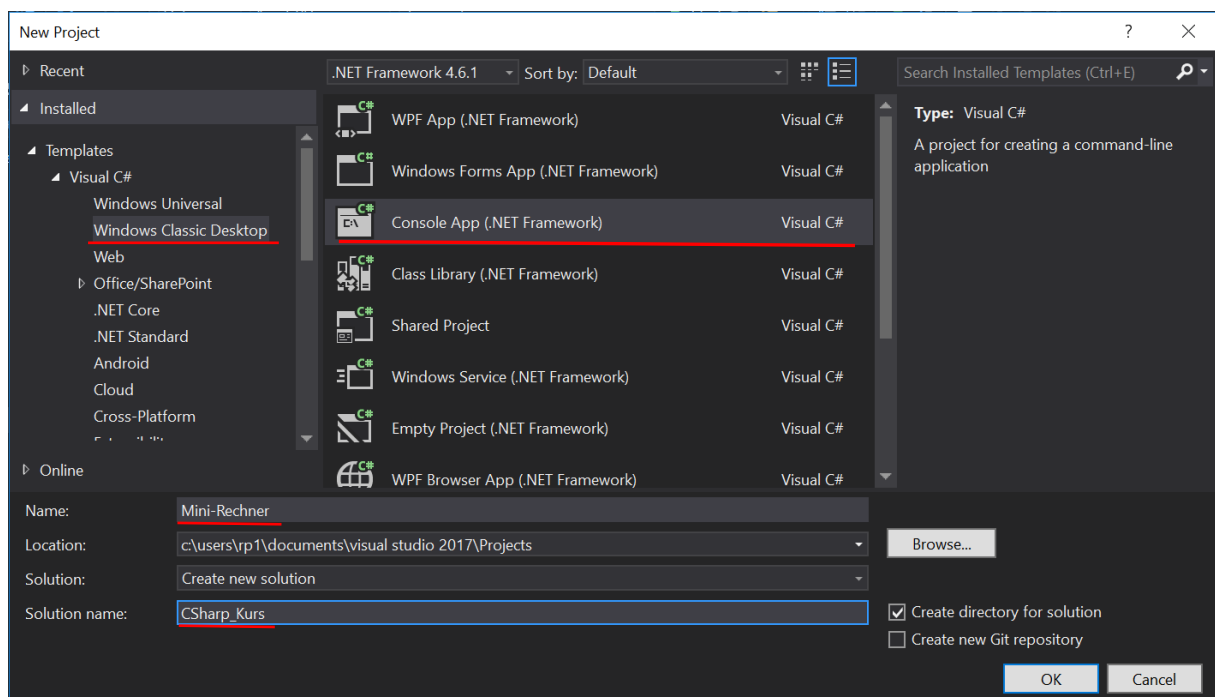 New Project
?
Recent
.NET Framework 4.6.1
Sort by: Default
Search Installed Templates (Ctrl+E)
Installed
Templates
Visual C#
Windows Universal
Windows Classic Desktop
Web
Office/SharePoint
.NET Core
.NET Standard
Android
Cloud
Cross-Platform
Online
WPF App (.NET Framework) Visual C#
Windows Forms App (.NET Framework) Visual C#
Console App (.NET Framework) Visual C#
Class Library (.NET Framework) Visual C#
Shared Project Visual C#
Windows Service (.NET Framework) Visual C#
Empty Project (.NET Framework) Visual C#
WPF Browser App (.NET Framework) Visual C#
Type: Visual C#
A project for creating a command-line
application
Name: Mini-Rechner
Location: c:\users\rp1\documents\visual studio 2017\Projects
Browse...
Solution: Create new solution
Solution name: CSharp_Kurs
Create directory for solution
Create new Git repository
OK
Cancel